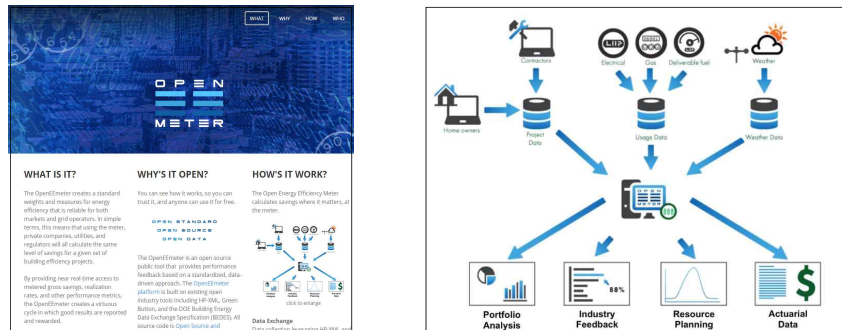 WHAT WHY HOW WHO
OPEN
METER
WHAT IS IT?
The OpenEEmeter creates a standard
weights and measures for energy
efficiency that is reliable for both
markets and grid operators. In simple
terms, this means that using the meter,
private companies, utilities, and
regulators will all calculate the same
level of savings for a given set of
building efficiency projects.
By providing near real-time access to
metered gross savings, realization
rates, and other performance metrics,
the OpenEEmeter creates a virtuous
cycle in which good results are reported
and rewarded.
WHY'S IT OPEN?
You can see how it works, so you can
trust it, and anyone can use it for free.
OPEN STANDARD
OPEN SOURCE
OPEN DATA
The OpenEEmeter is an open source
public tool that provides performance
feedback based on a standardized, data-
driven approach. The OpenEEmeter
platform is built on existing open
industry tools including HP-XML, Green
Button, and the DOE Building Energy
Data Exchange Specification (BEDES). All
source code is Open Source and
HOW'S IT WORK?
The Open Energy Efficiency Meter
calculates savings where it matters, at
the meter.
click to enlarge
Data Exchange
Data collection leveraging HP-XML and
Contractors
Electrical
Gas
Deliverable fuel
Weather
Home owners
Project
Data
Usage Data
Weather Data
OPEN
METER
88%
Portfolio
Analysis
Industry
Feedback
Resource
Planning
Actuarial
Data